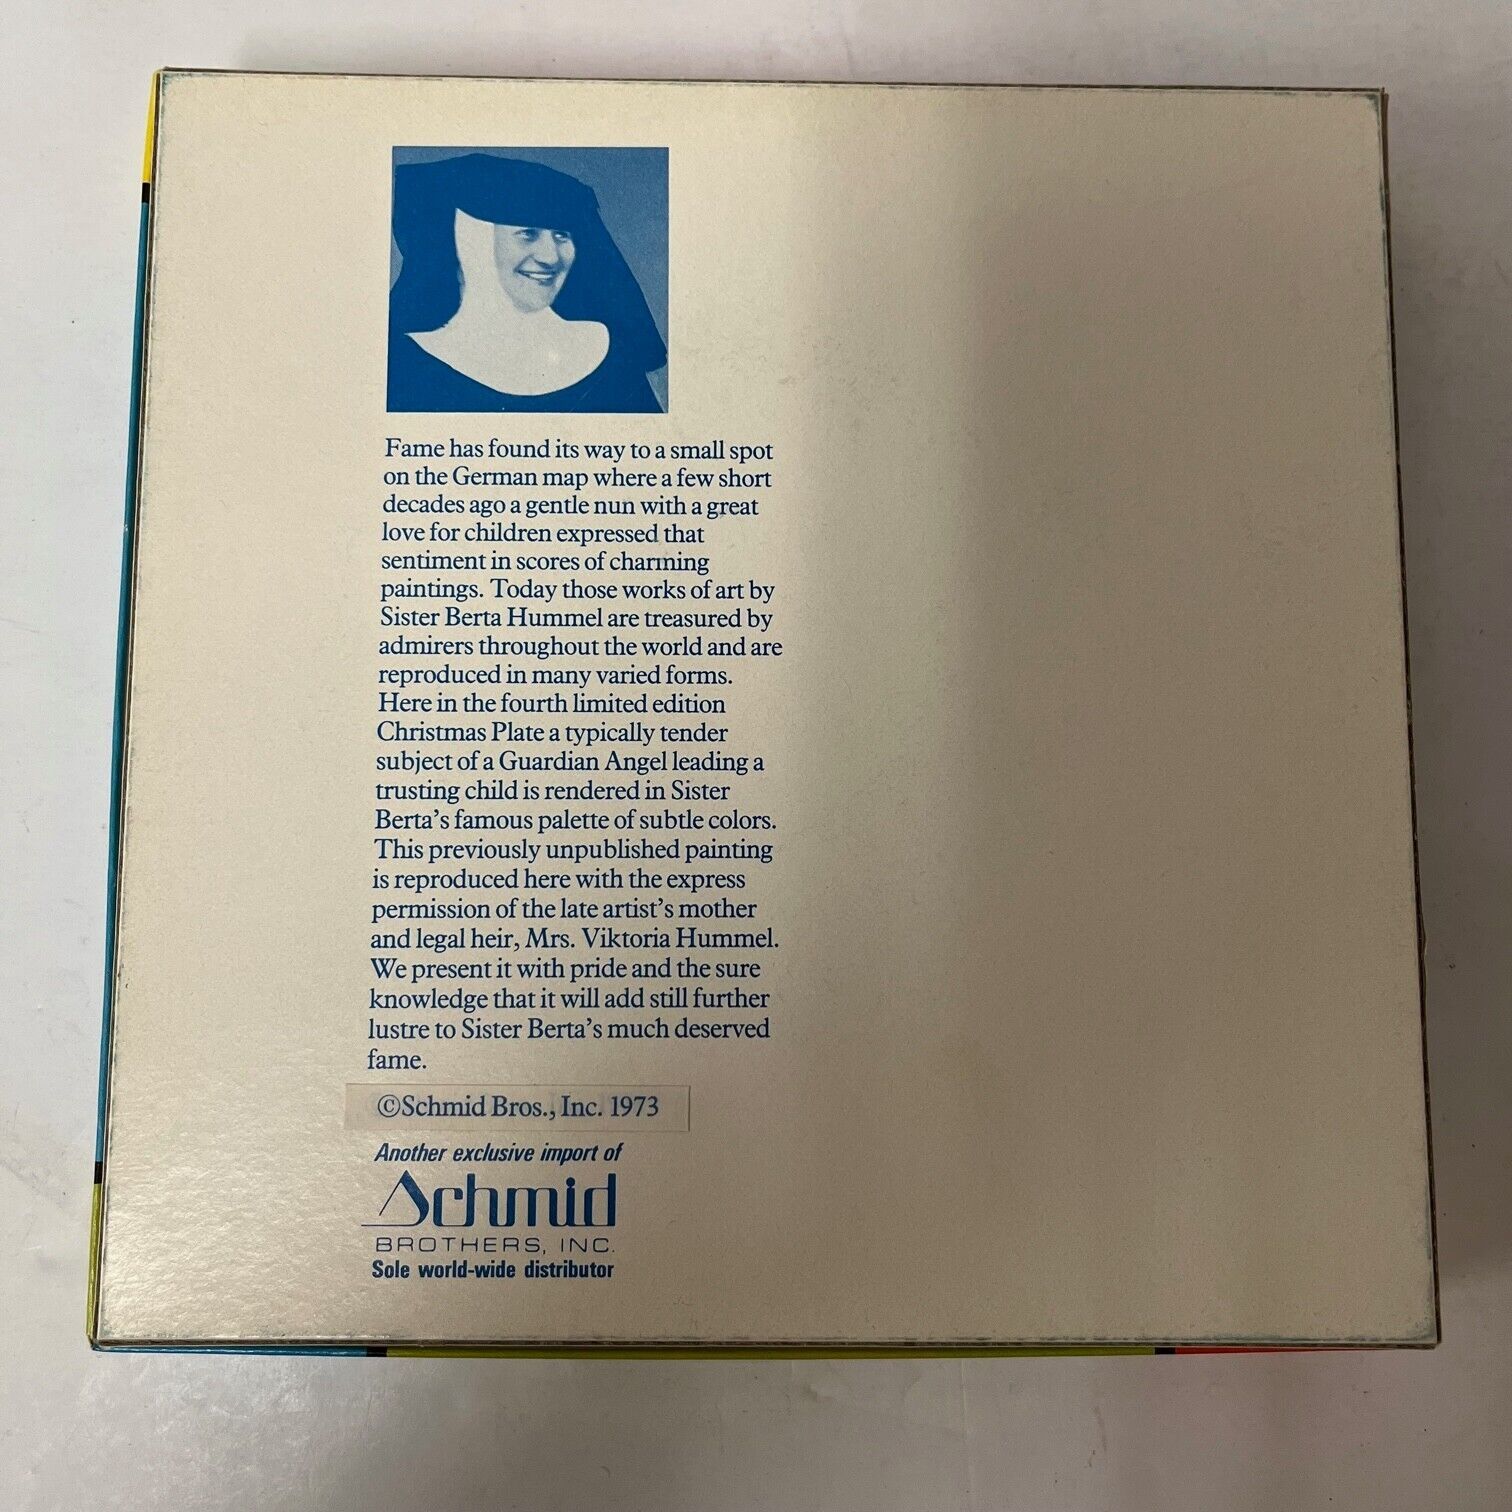 Fame has found its way to a small spot
on the German map where a few short
decades ago a gentle nun with a great
love for children expressed that
sentiment in scores of charming
paintings. Today those works of art by
Sister Berta Hummel are treasured by
admirers throughout the world and are
reproduced in many varied forms.
Here in the fourth limited edition
Christmas Plate a typically tender
subject of a Guardian Angel leading a
trusting child is rendered in Sister
Berta's famous palette of subtle colors.
This previously unpublished painting
is reproduced here with the express
permission of the late artist's mother
and legal heir, Mrs. Viktoria Hummel.
We present it with pride and the sure
knowledge that it will add still further
lustre to Sister Berta's much deserved
fame.
©Schmid Bros., Inc. 1973
Another exclusive import of
Schmid
BROTHERS, INC.
Sole world-wide distributor